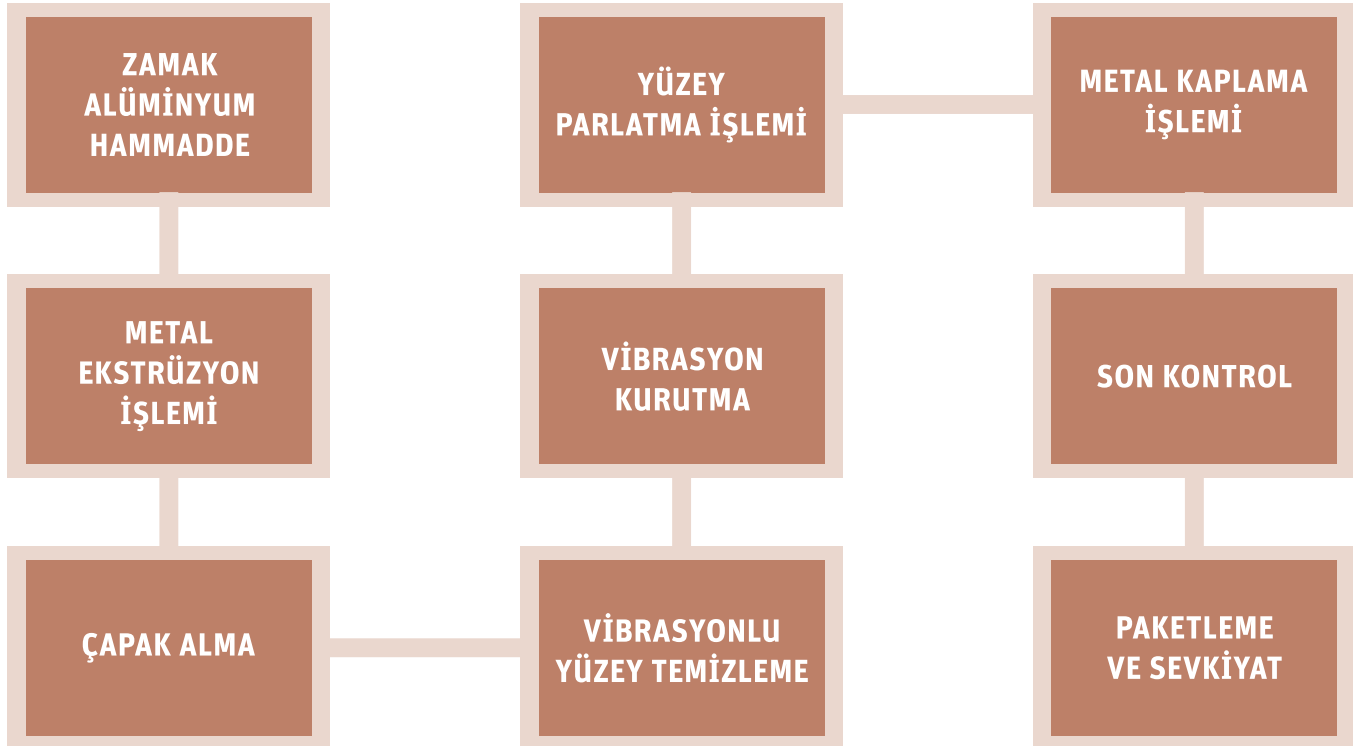 ZAMAK
ALÜMİNYUM
HAMMADDE
METAL
EKSTRÜZYON
İŞLEMİ
ÇAPAK ALMA
VİBRASYONLU
YÜZEY TEMİZLEME
VİBRASYON
KURUTMA
YÜZEY
PARLATMA İŞLEMİ
METAL KAPLAMA
İŞLEMİ
SON KONTROL
PAKETLEME
VE SEVKİYAT